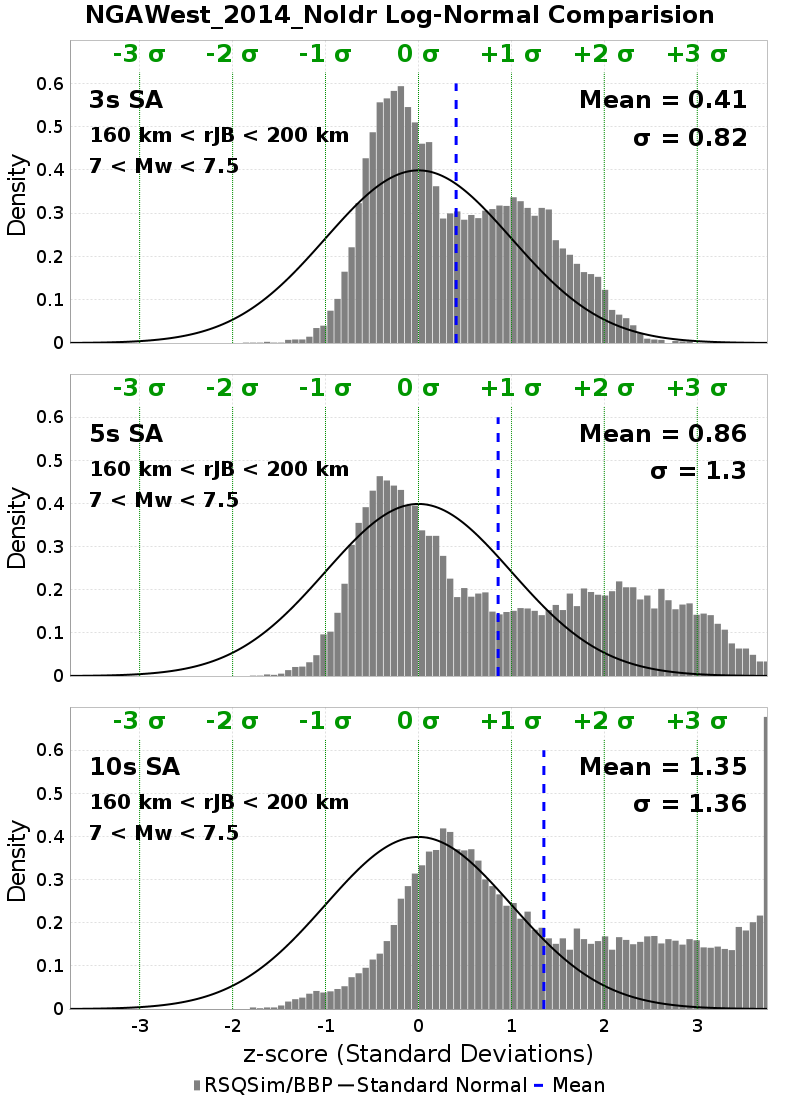 NGAWest_2014_NoIdr Log-Normal Comparision
-3 σ -2 σ -1 σ 0 σ +1 σ +2 σ +3 σ
3s SA
160 km < rJB < 200 km
7 < Mw < 7.5
Mean = 0.41
σ = 0.82
Density
0.6
0.5
0.4
0.3
0.2
0.1
0
-3 σ -2 σ -1 σ 0 σ +1 σ +2 σ +3 σ
5s SA
160 km < rJB < 200 km
7 < Mw < 7.5
Mean = 0.86
σ = 1.3
Density
0.6
0.5
0.4
0.3
0.2
0.1
0
-3 σ -2 σ -1 σ 0 σ +1 σ +2 σ +3 σ
10s SA
160 km < rJB < 200 km
7 < Mw < 7.5
Mean = 1.35
σ = 1.36
Density
0.6
0.5
0.4
0.3
0.2
0.1
0
-3 -2 -1 0 1 2 3
z-score (Standard Deviations)
RSQSim/BBP Standard Normal Mean